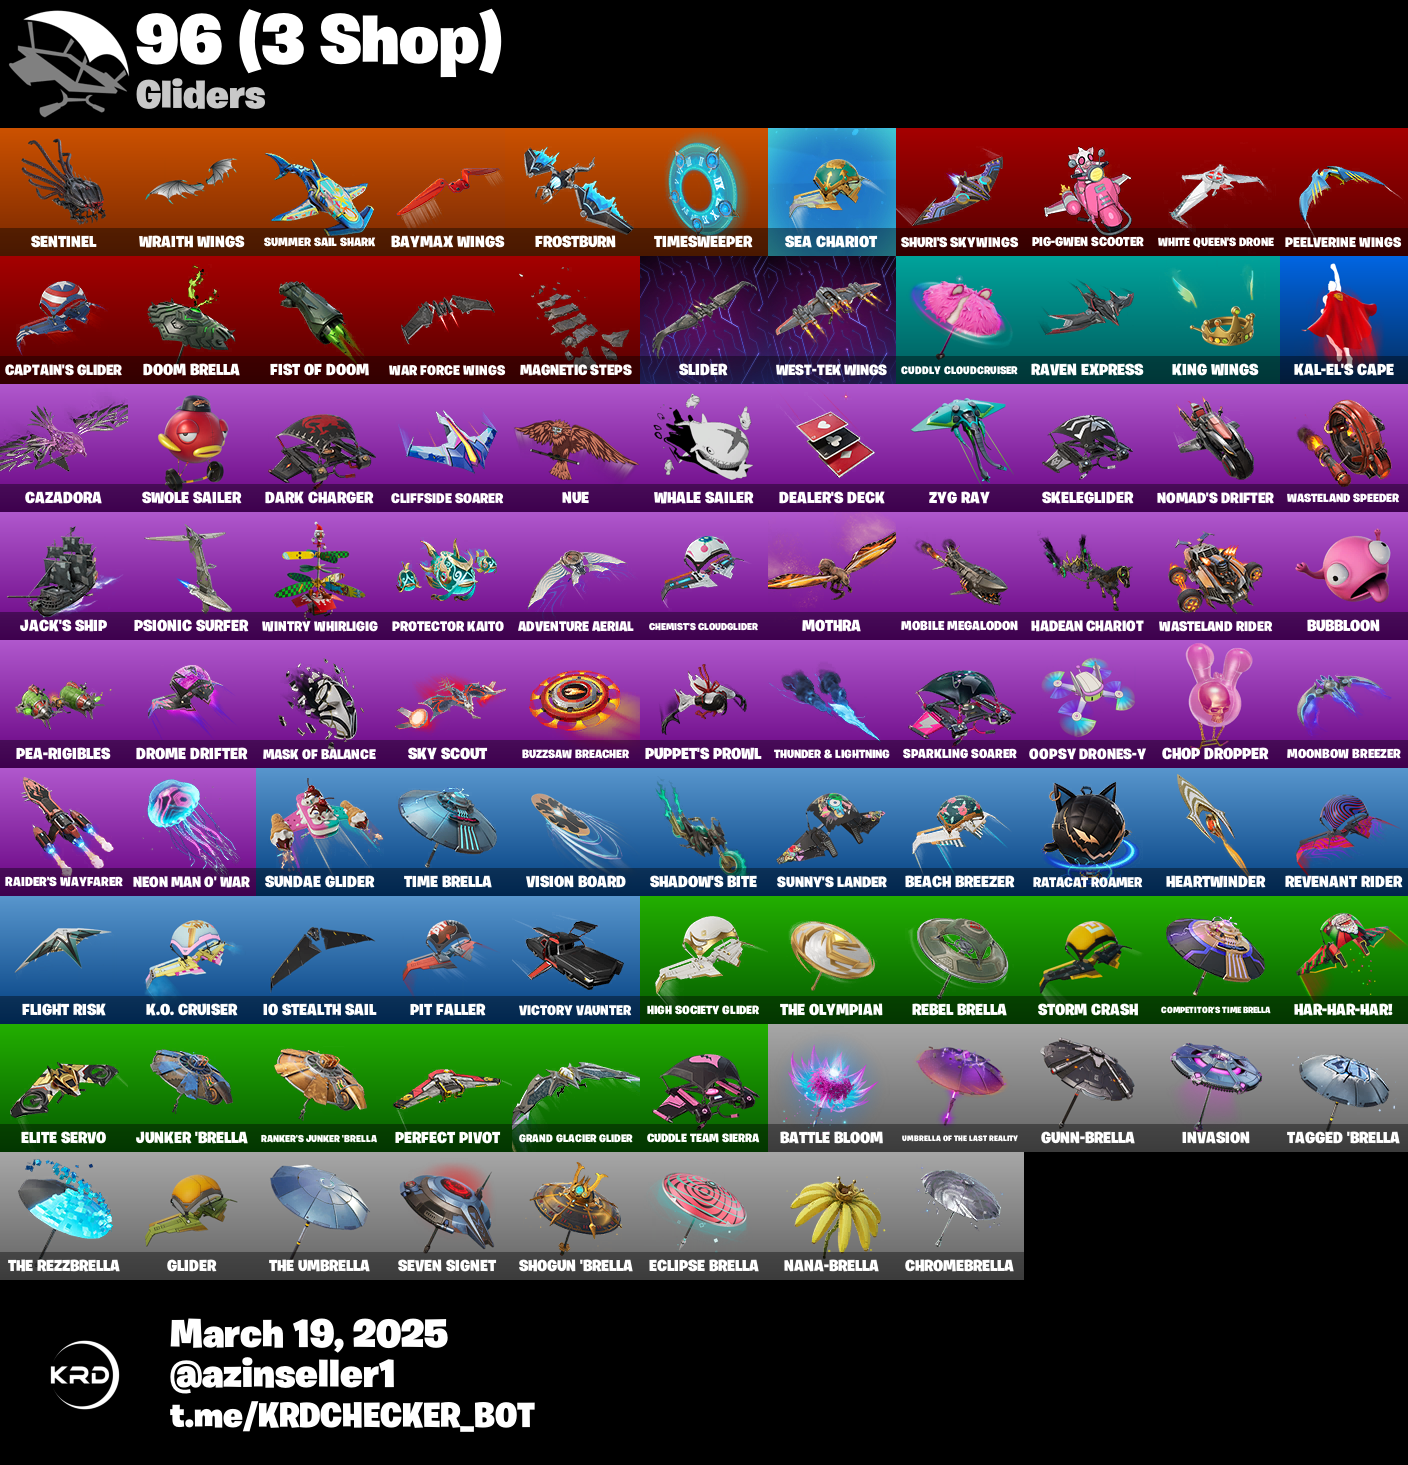 96 (3 Shop)
Gliders
SENTINEL WRAITH WINGS SUMMER SAIL SHARK BAYMAX WINGS FROSTBURN TIMESWEEPER SEA CHARIOT SHURI'S SKYWINGS PIG-GWEN SCOOTER WHITE QUEEN'S DRONE PEELVERINE WINGS
CAPTAIN'S GLIDER DOOM BRELLA FIST OF DOOM WAR FORCE WINGS MAGNETIC STEPS SLIDER WEST-TEK WINGS CUDDLY CLOUDCRUISER RAVEN EXPRESS KING WINGS KAL-EL'S CAPE
CAZADORA SWOLE SAILER DARK CHARGER CLIFFSIDE SOARER NUE WHALE SAILER DEALER'S DECK ZYG RAY SKELEGLIDER NOMAD'S DRIFTER WASTELAND SPEEDER
JACK'S SHIP PSIONIC SURFER WINTRY WHIRLIGIG PROTECTOR KAITO ADVENTURE AERIAL CHEMIST'S CLOUDGLIDER MOTHRA MOBILE MEGALODON HADEAN CHARIOT WASTELAND RIDER BUBBLOON
PEA-RIGIBLES DROME DRIFTER MASK OF BALANCE SKY SCOUT BUZZSAW BREACHER PUPPET'S PROWL THUNDER & LIGHTNING SPARKLING SOARER OOPSY DRONES-Y CHOP DROPPER MOONBOW BREEZER
RAIDER'S WAYFARER NEON MAN O' WAR SUNDAE GLIDER TIME BRELLA VISION BOARD SHADOW'S BITE SUNNY'S LANDER BEACH BREEZER RATACAT ROAMER HEARTWINDER REVENANT RIDER
FLIGHT RISK K.O. CRUISER IO STEALTH SAIL PIT FALLER VICTORY VAUNTER HIGH SOCIETY GLIDER THE OLYMPIAN REBEL BRELLA STORM CRASH COMPETITOR'S TIME BRELLA HAR-HAR-HAR!
ELITE SERVO JUNKER 'BRELLA RANKER'S JUNKER 'BRELLA PERFECT PIVOT GRAND GLACIER GLIDER CUDDLE TEAM SIERRA BATTLE BLOOM UMBRELLA OF THE LAST REALITY GUNN-BRELLA INVASION TAGGED 'BRELLA
THE REZZBRELLA GLIDER THE UMBRELLA SEVEN SIGNET SHOGUN 'BRELLA ECLIPSE BRELLA NANA-BRELLA CHROMEBRELLA
KRD
March 19, 2025
@azinseller1
t.me/KRDCHECKER_BOT